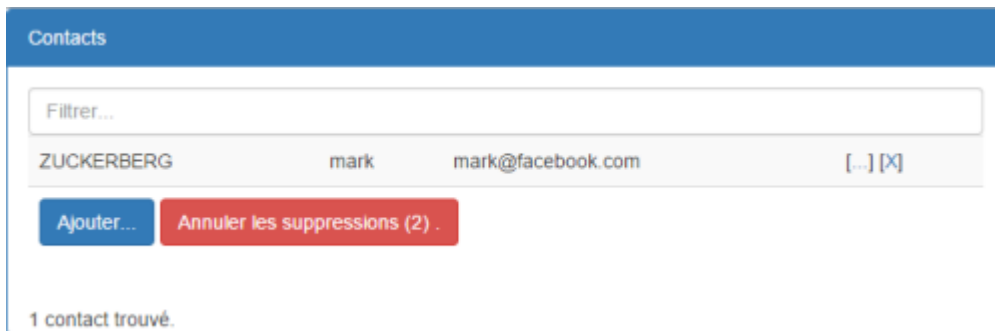 Contacts
Filtrer...
ZUCKERBERG mark mark@facebook.com [...] [X]
Ajouter... Annuler les suppressions (2) .
1 contact trouvé.